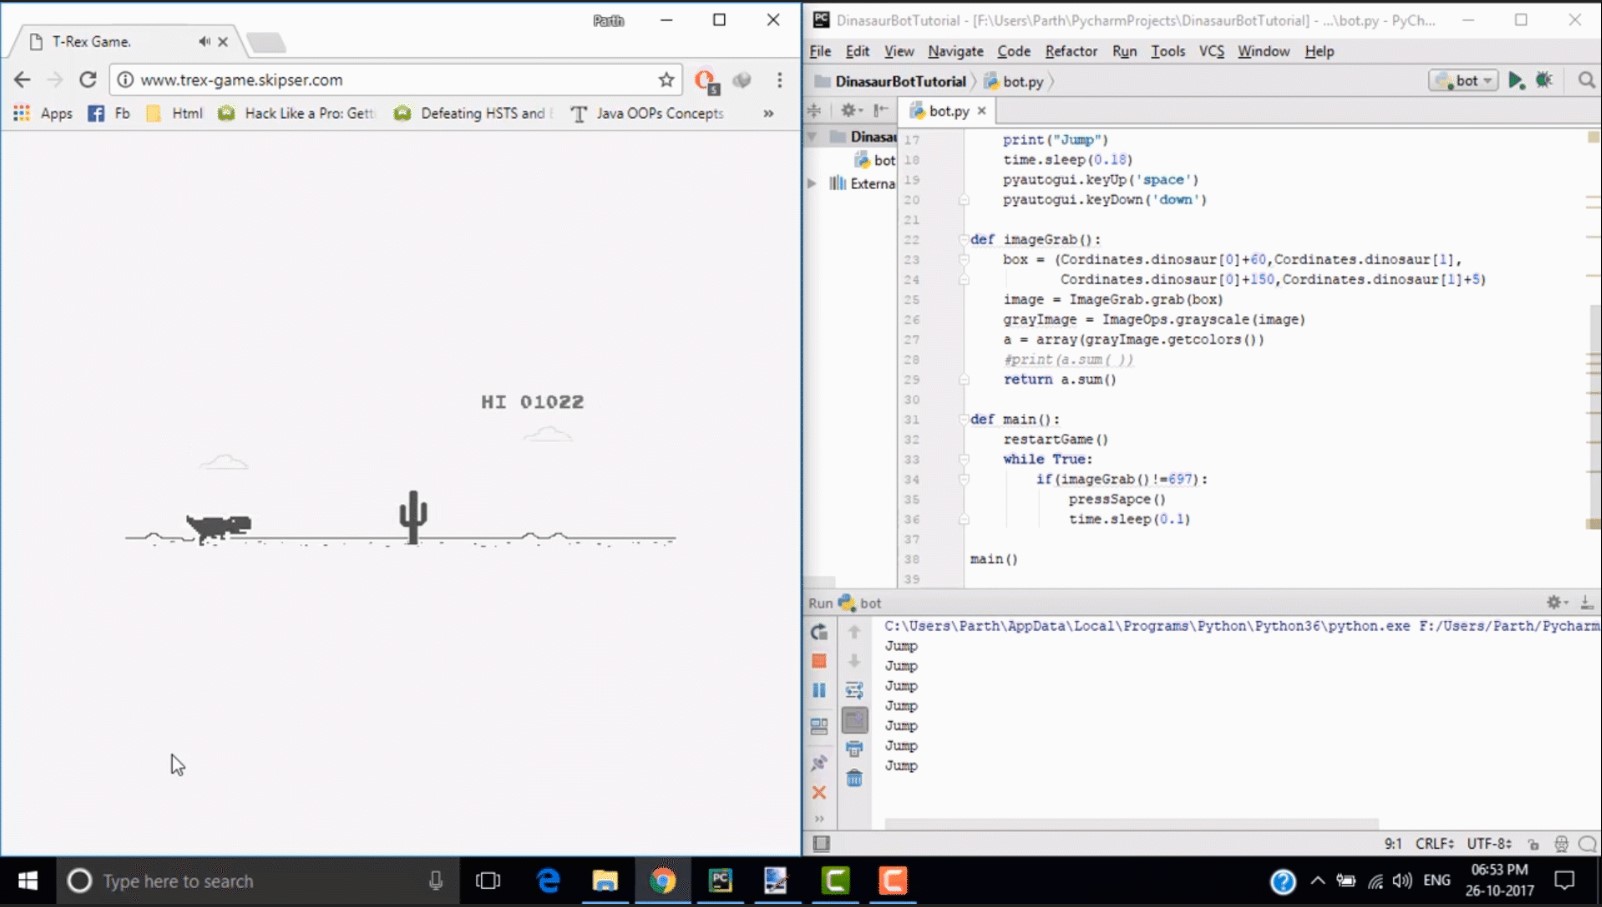 Parth
T-Rex Game.
www.trex-game.skipser.com
5
Apps Fb Html Hack Like a Pro: Gett Defeating HSTS and Java OOPs Concepts »
HI 01022
DinasaurBotTutorial - [F:\Users\Parth\PycharmProjects\DinasaurBotTutorial] - ...\bot.py - PyCh...
File Edit View Navigate Code Refactor Run Tools VCS Window Help
DinasaurBotTutorial bot.py bot
bot.py
Dinasau
bot
Externa
17 print("Jump")
18 time.sleep(0.18)
19 pyautogui.keyUp('space')
20 pyautogui.keyDown('down')
21
22 def imageGrab():
23 box = (Cordinates.dinosaur[0]+60,Cordinates.dinosaur[1],
24 Cordinates.dinosaur[0]+150,Cordinates.dinosaur[1]+5)
25 image = ImageGrab.grab(box)
26 grayImage = ImageOps.grayscale(image)
27 a = array(grayImage.getcolors())
28 #print(a.sum( ))
29 return a.sum()
30
31 def main():
32 restartGame()
33 while True:
34 if(imageGrab()!=697):
35 pressSapce()
36 time.sleep(0.1)
37
38 main()
39
Run bot
C:\Users\Parth\AppData\Local\Programs\Python\Python36\python.exe F:/Users/Parth/Pycharm
Jump
Jump
Jump
Jump
Jump
Jump
Jump
9:1 CRLF UTF-8
Type here to search
PC
ENG
06:53 PM
26-10-2017